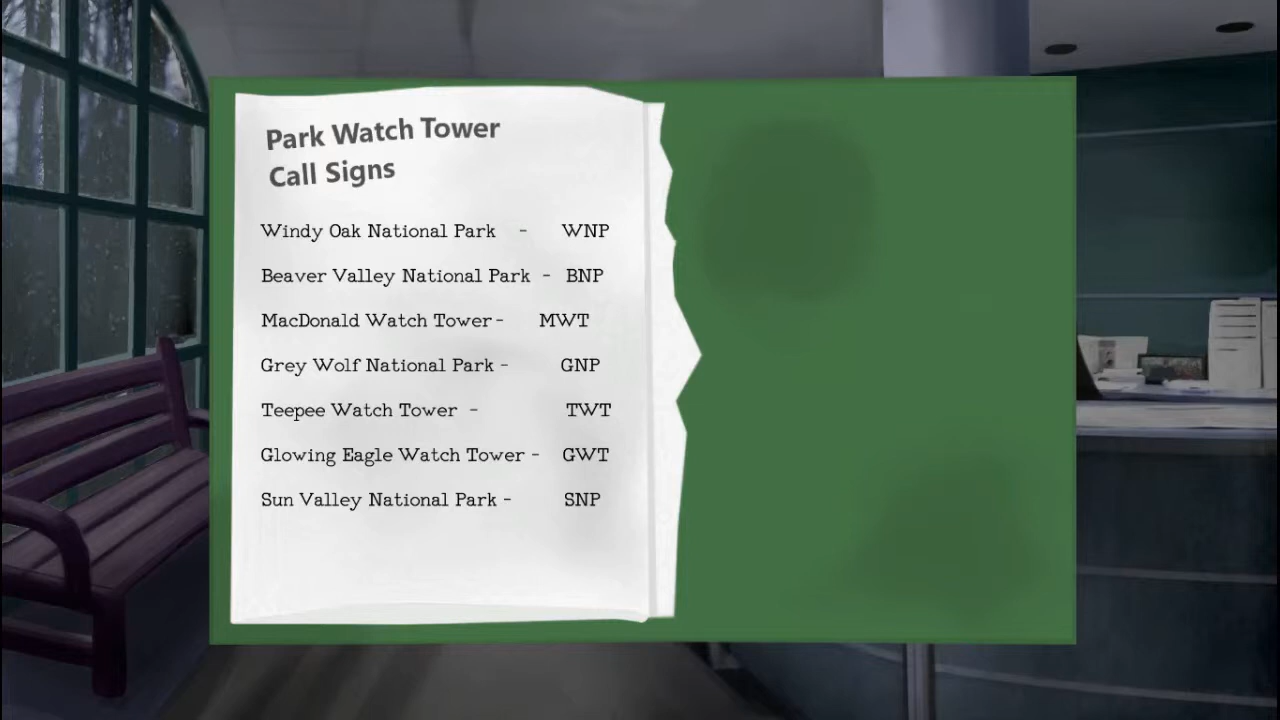 Park Watch Tower
Call Signs
Windy Oak National Park - WNP
Beaver Valley National Park - BNP
MacDonald Watch Tower - MWT
Grey Wolf National Park - GNP
Teepee Watch Tower - TWT
Glowing Eagle Watch Tower - GWT
Sun Valley National Park - SNP